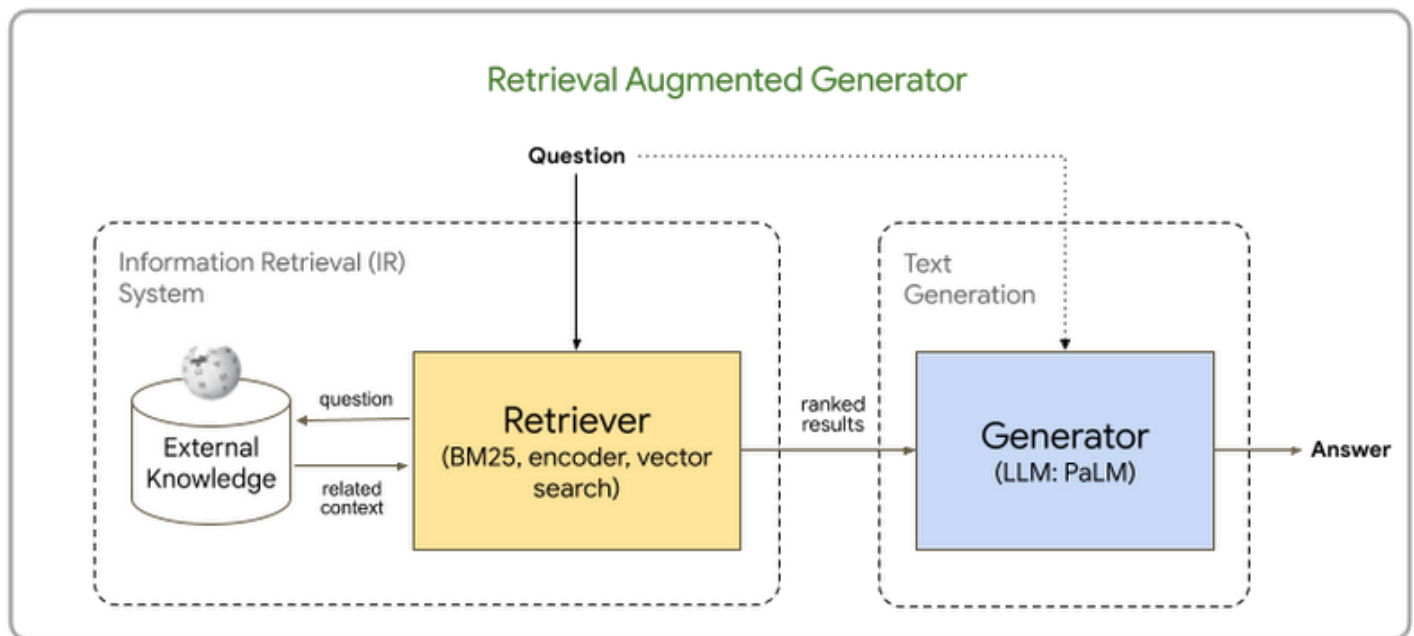 Retrieval Augmented Generator
Question
Information Retrieval (IR)
System
Text
Generation
External
Knowledge
question
related
context
Retriever
(BM25, encoder, vector
search)
ranked
results
Generator
(LLM: PaLM)
Answer